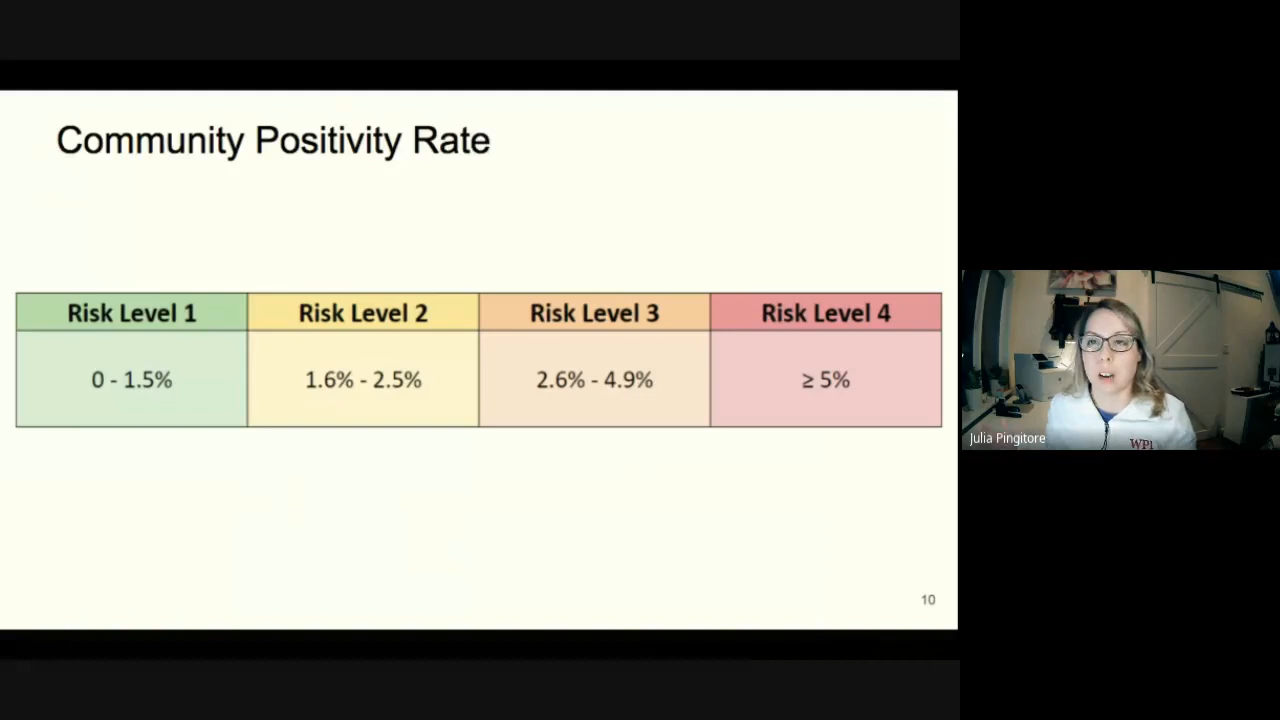 Community Positivity Rate
Risk Level 1
Risk Level 2
Risk Level 3
Risk Level 4
0 - 1.5%
1.6% - 2.5%
2.6% - 4.9%
≥ 5%
10
Julia Pingitore
WPI